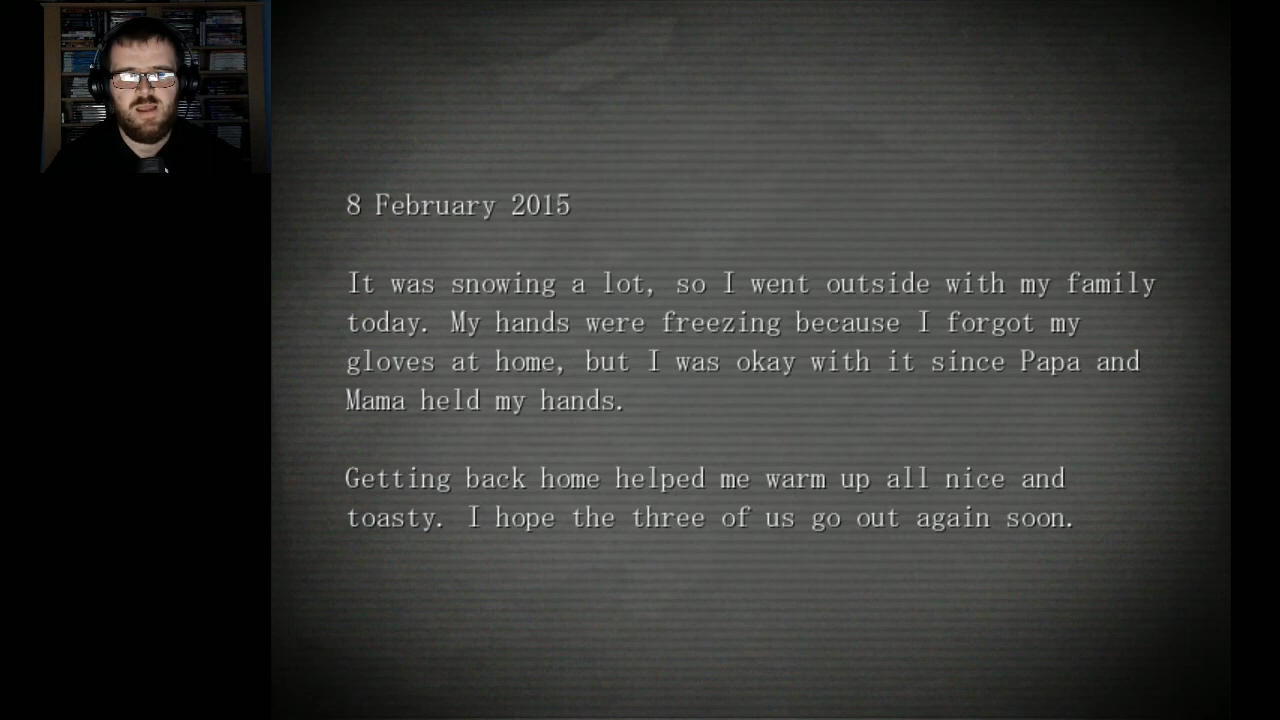 8 February 2015
It was snowing a lot, so I went outside with my family
today. My hands were freezing because I forgot my
gloves at home, but I was okay with it since Papa and
Mama held my hands.
Getting back home helped me warm up all nice and
toasty. I hope the three of us go out again soon.